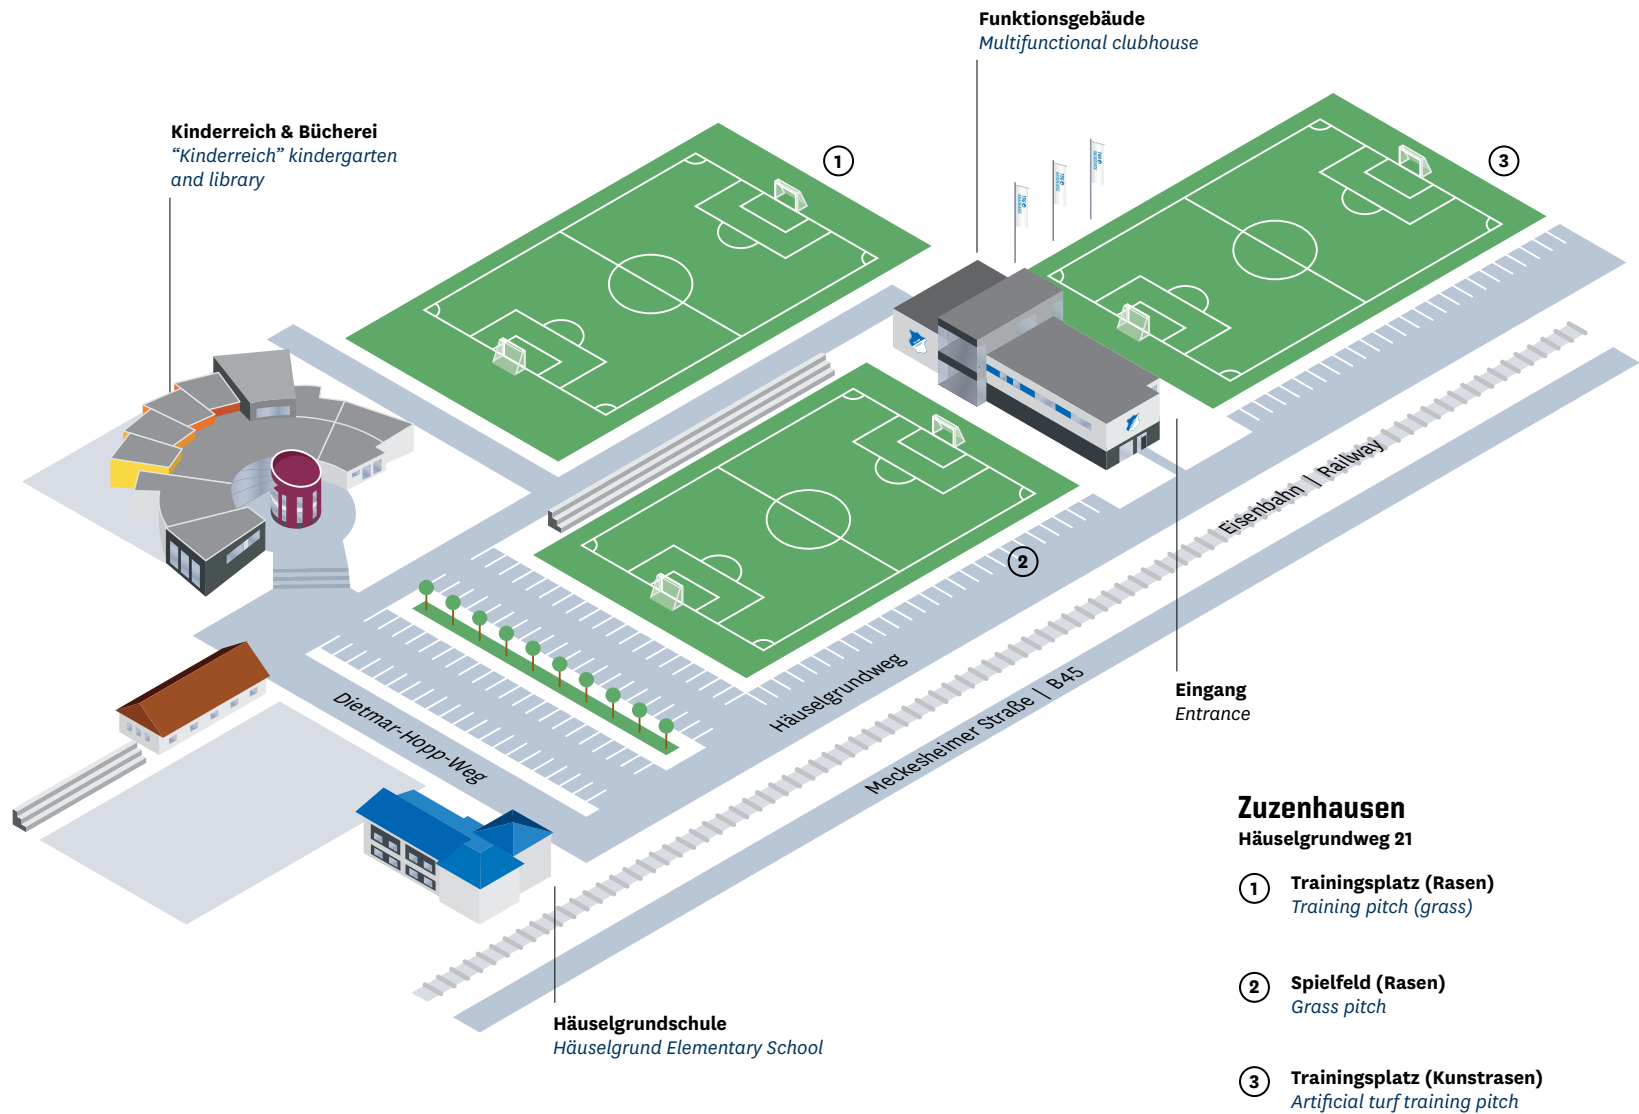 Funktionsgebäude
Multifunctional clubhouse
Kinderreich & Bücherei
“Kinderreich” kindergarten
and library
1
3
2
Eisenbahn | Railway
Häuselgrundweg
Meckesheimer Straße | B45
Dietmar-Hopp-Weg
Eingang
Entrance
Häuselgrundschule
Häuselgrund Elementary School
Zuzenhausen
Häuselgrundweg 21
1 Trainingsplatz (Rasen)
Training pitch (grass)
2 Spielfeld (Rasen)
Grass pitch
3 Trainingsplatz (Kunstrasen)
Artificial turf training pitch